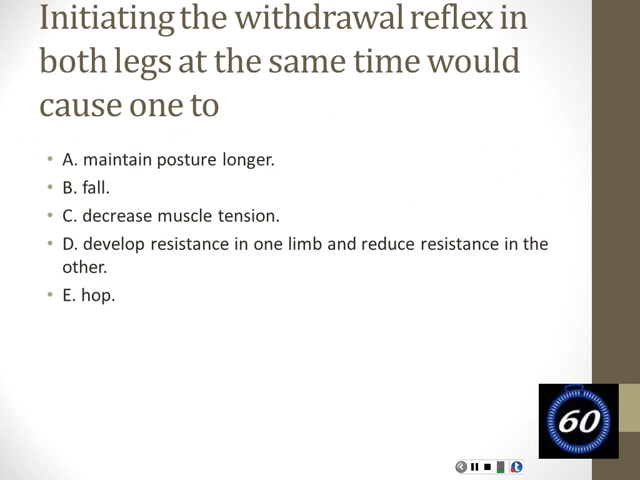 Initiating the withdrawal reflex in
both legs at the same time would
cause one to
• A. maintain posture longer.
• B. fall.
• C. decrease muscle tension.
• D. develop resistance in one limb and reduce resistance in the
other.
• E. hop.
60